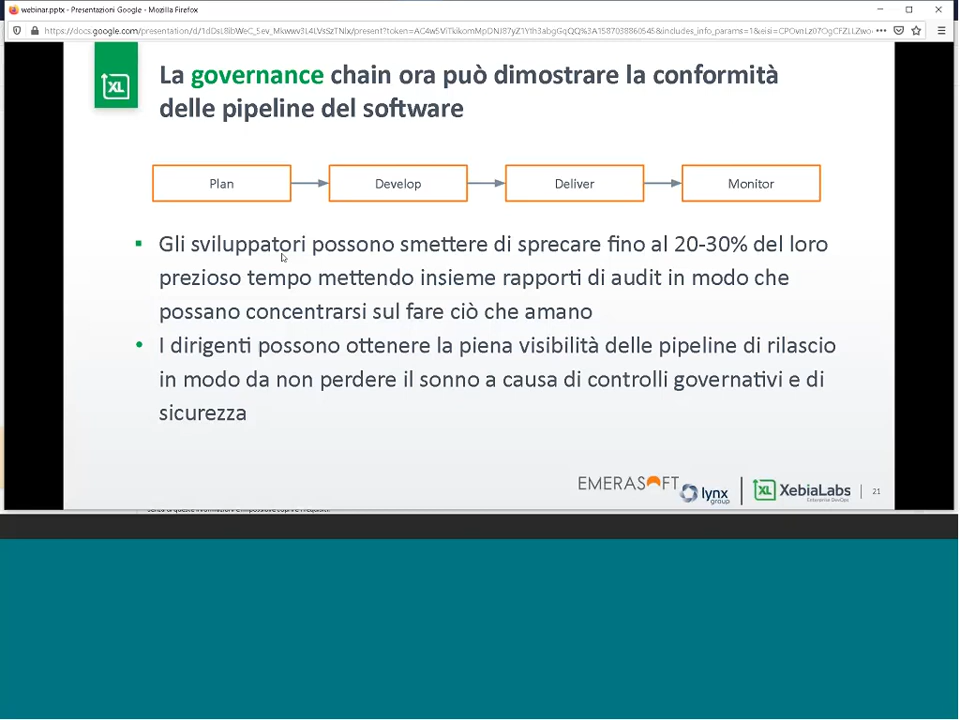 webinar.pptx - Presentazioni Google - Mozilla Firefox
La governance chain ora può dimostrare la conformità
delle pipeline del software
Plan
Develop
Deliver
Monitor
Gli sviluppatori possono smettere di sprecare fino al 20-30% del loro
prezioso tempo mettendo insieme rapporti di audit in modo che
possano concentrarsi sul fare ciò che amano
I dirigenti possono ottenere la piena visibilità delle pipeline di rilascio
in modo da non perdere il sonno a causa di controlli governativi e di
sicurezza
EMERASOFT
lynx
group
XL XebiaLabs
Enterprise DevOps
21